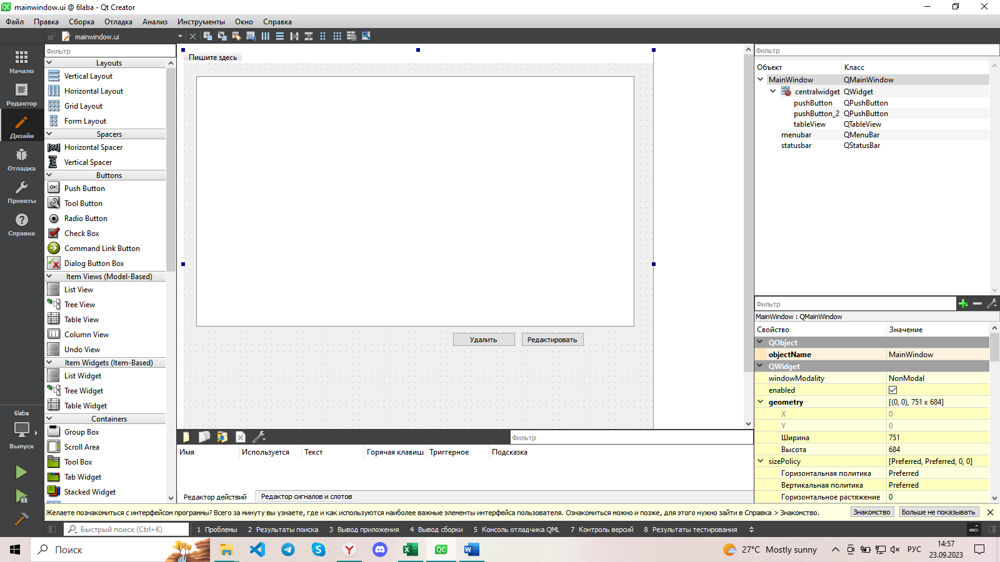 mainwindow.ui @ 6laba - Qt Creator
Файл Правка Сборка Отладка Анализ Инструменты Окно Справка
mainwindow.ui
Начало
Редактор
Дизайн
Отладка
Проекты
Справка
6laba
Выпуск
Фильтр
Layouts
Vertical Layout
Horizontal Layout
Grid Layout
Form Layout
Spacers
Horizontal Spacer
Vertical Spacer
Buttons
Push Button
Tool Button
Radio Button
Check Box
Command Link Button
Dialog Button Box
Item Views (Model-Based)
List View
Tree View
Table View
Column View
Undo View
Item Widgets (Item-Based)
List Widget
Tree Widget
Table Widget
Containers
Group Box
Scroll Area
Tool Box
Tab Widget
Stacked Widget
Пишите здесь
Удалить Редактировать
Фильтр
Имя Используется Текст Горячая клавиш Триггерное Подсказка
Редактор действий Редактор сигналов и слотов
Фильтр
Объект Класс
MainWindow QMainWindow
centralwidget QWidget
pushButton QPushButton
pushButton_2 QPushButton
tableView QTableView
menubar QMenuBar
statusbar QStatusBar
Фильтр
MainWindow : QMainWindow
Свойство Значение
QObject
objectName MainWindow
QWidget
windowModality NonModal
enabled
geometry [(0, 0), 751 x 684]
X 0
Y 0
Ширина 751
Высота 684
sizePolicy [Preferred, Preferred, 0, 0]
Горизонтальная политика Preferred
Вертикальная политика Preferred
Горизонтальное растяжение 0
Желаете познакомиться с интерфейсом программы? Всего за минуту вы узнаете, где и как используются наиболее важные элементы интерфейса пользователя. Ознакомиться можно и позже, для этого нужно зайти в Справка > Знакомство. Знакомство Больше не показывать
Быстрый поиск (Ctrl+K) 1 Проблемы 2 Результаты поиска 3 Вывод приложения 4 Вывод сборки 5 Консоль отладчика QML 7 Контроль версий 8 Результаты тестирования
Поиск 27°C Mostly sunny РУС 14:57
23.09.2023